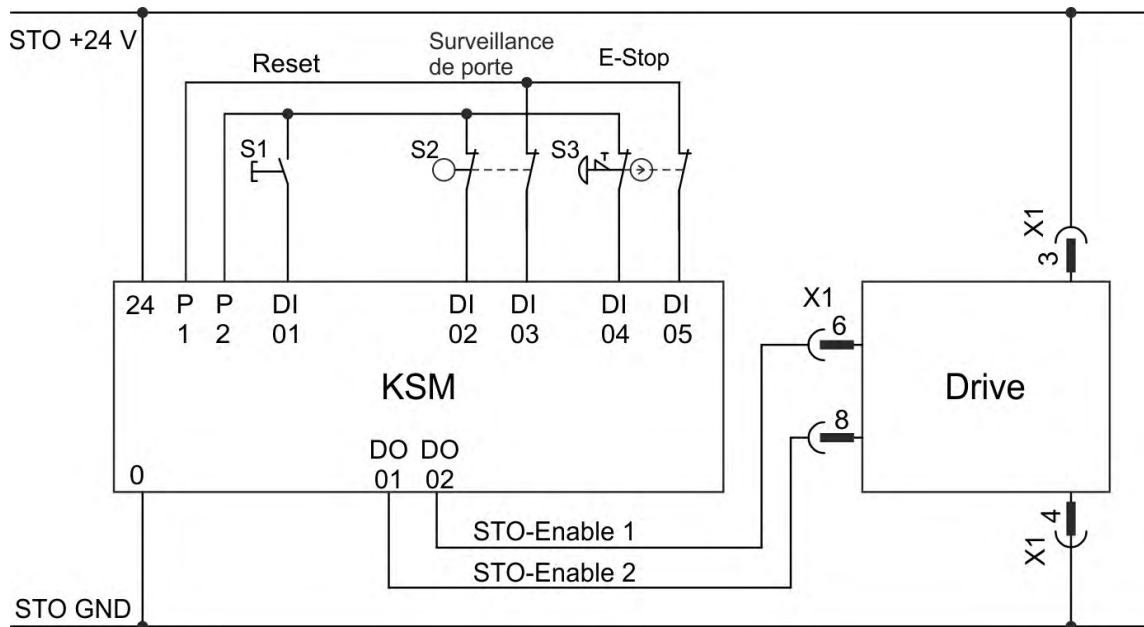 STO +24 V
Reset
Surveillance
de porte
E-Stop
S1
S2
S3
X1
3
24
P
1
P
2
DI
01
DI
02
DI
03
DI
04
DI
05
X1
6
KSM
Drive
8
0
DO
01
DO
02
4
X1
STO-Enable 1
STO-Enable 2
STO GND